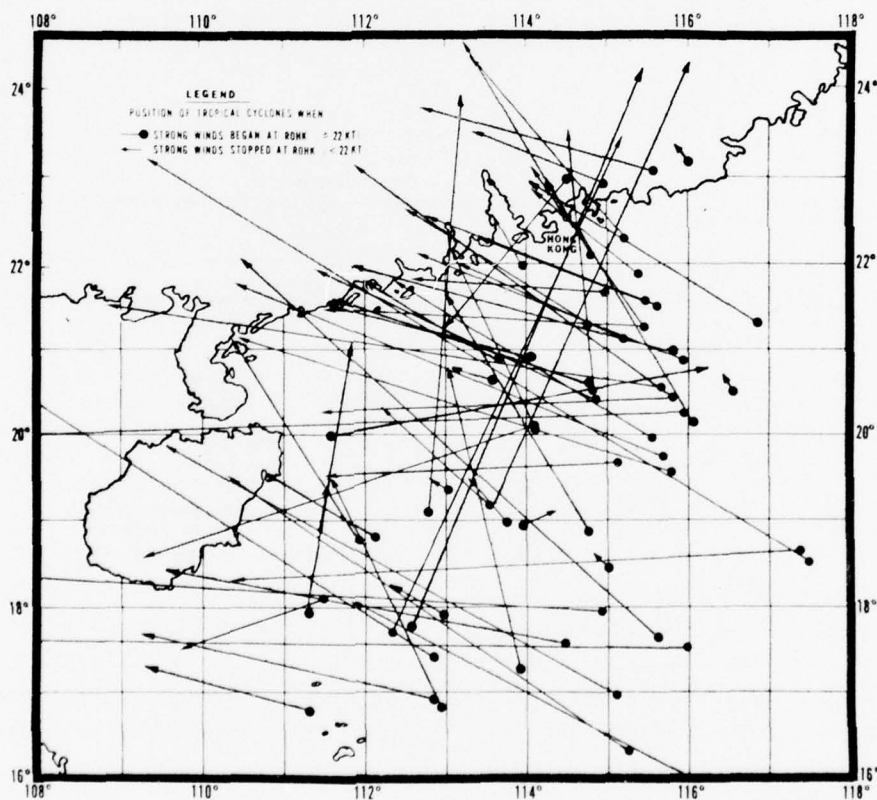 108° 110° 112° 114° 116° 118°
24° 24°
LEGEND
POSITION OF TROPICAL CYCLONES WHEN
STRONG WINDS BEGAN AT ROHK ≥ 22 KT
STRONG WINDS STOPPED AT ROHK < 22 KT
HONG
KONG
22° 22°
20° 20°
18° 18°
16° 16°
108° 110° 112° 114° 116° 118°